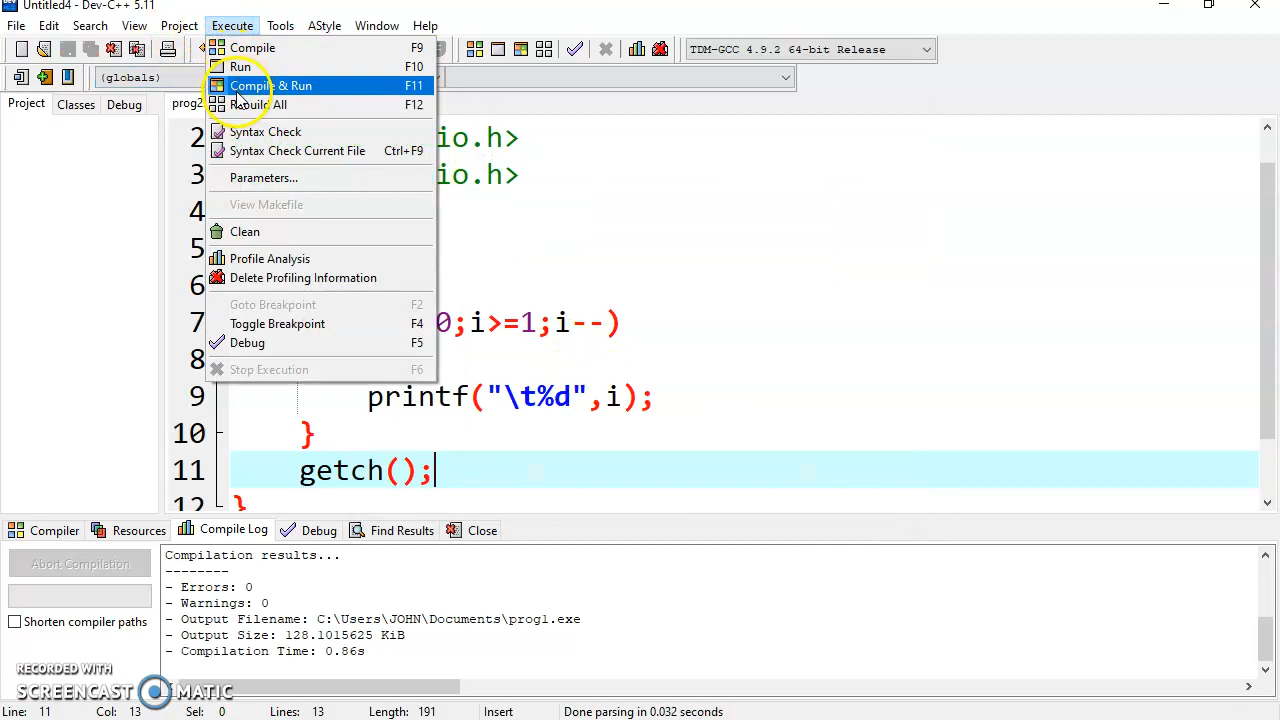 Untitled4 - Dev-C++ 5.11
File Edit Search View Project Execute Tools AStyle Window Help
TDM-GCC 4.9.2 64-bit Release
(globals)
Project Classes Debug prog2
Compile F9
Run F10
Compile & Run F11
Rebuild All F12
Syntax Check
Syntax Check Current File Ctrl+F9
Parameters...
View Makefile
Clean
Profile Analysis
Delete Profiling Information
Goto Breakpoint F2
Toggle Breakpoint F4
Debug F5
Stop Execution F6
2 io.h>
3 io.h>
4
5
6
7 0;i>=1;i--)
8
9 printf("\t%d",i);
10 }
11 getch();
12 }
Compiler Resources Compile Log Debug Find Results Close
Abort Compilation
Shorten compiler paths
Compilation results...
--------
- Errors: 0
- Warnings: 0
- Output Filename: C:\Users\JOHN\Documents\prog1.exe
- Output Size: 128.1015625 KiB
- Compilation Time: 0.86s
RECORDED WITH
SCREENCAST MATIC
Line: 11 Col: 13 Sel: 0 Lines: 13 Length: 191 Insert Done parsing in 0.032 seconds